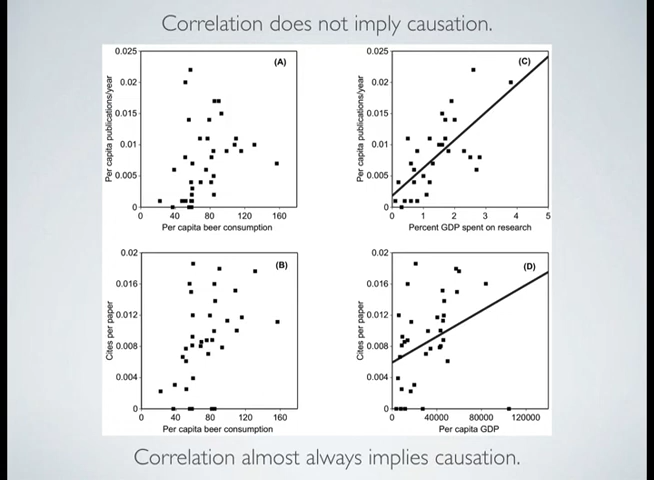 Correlation does not imply causation.
(A)
Per capita publications/year
0.025
0.02
0.015
0.01
0.005
0
0 40 80 120 160
Per capita beer consumption
(C)
Per capita publications/year
0.025
0.02
0.015
0.01
0.005
0
0 1 2 3 4 5
Percent GDP spent on research
(B)
Cites per paper
0.02
0.016
0.012
0.008
0.004
0
0 40 80 120 160
Per capita beer consumption
(D)
Cites per paper
0.02
0.016
0.012
0.008
0.004
0
0 40000 80000 120000
Per capita GDP
Correlation almost always implies causation.